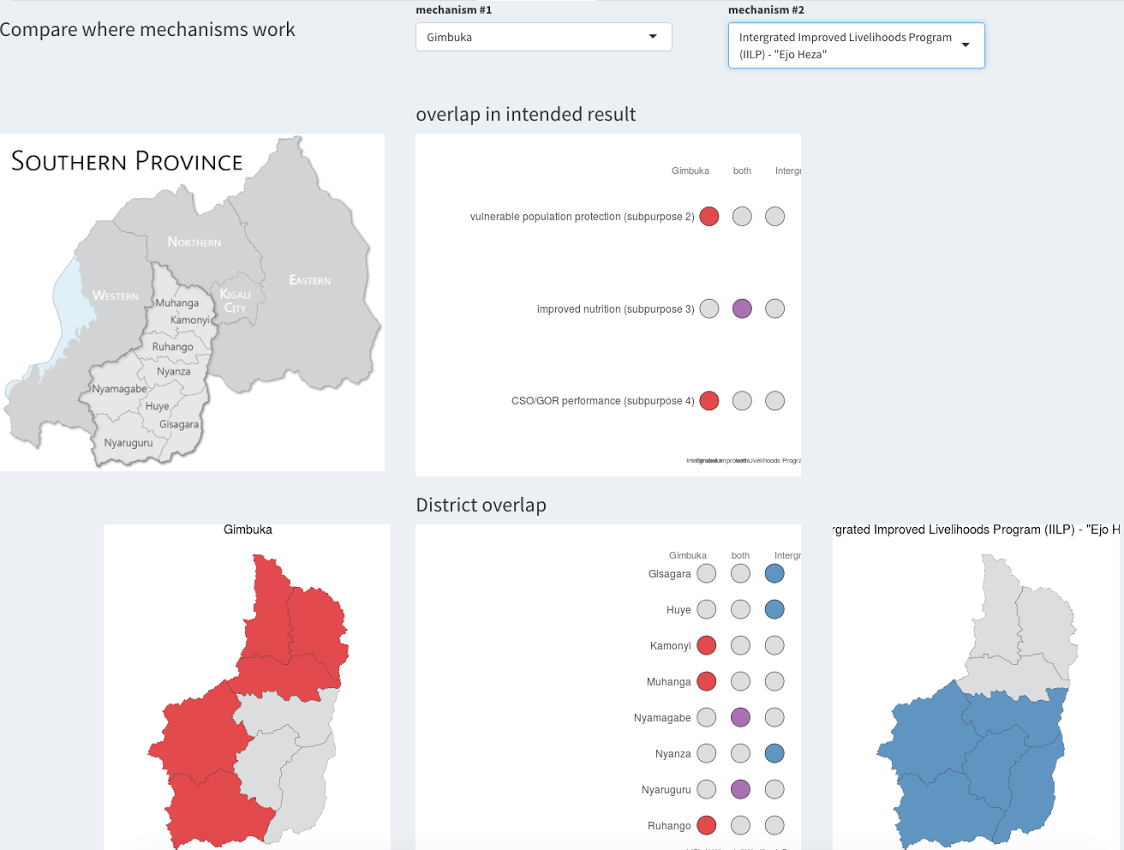 mechanism #1
mechanism #2
Compare where mechanisms work
Gimbuka
Intergrated Improved Livelihoods Program
(IILP) - "Ejo Heza"
overlap in intended result
SOUTHERN PROVINCE
NORTHERN
WESTERN
KIGALI
CITY
EASTERN
Muhanga
Kamonyi
Ruhango
Nyanza
Nyamagabe
Huye
Gisagara
Nyaruguru
Gimbuka both Intergr
vulnerable population protection (subpurpose 2)
improved nutrition (subpurpose 3)
CSO/GOR performance (subpurpose 4)
District overlap
Gimbuka
Gimbuka both Intergr
Gisagara
Huye
Kamonyi
Muhanga
Nyamagabe
Nyanza
Nyaruguru
Ruhango
rgrated Improved Livelihoods Program (IILP) - "Ejo H